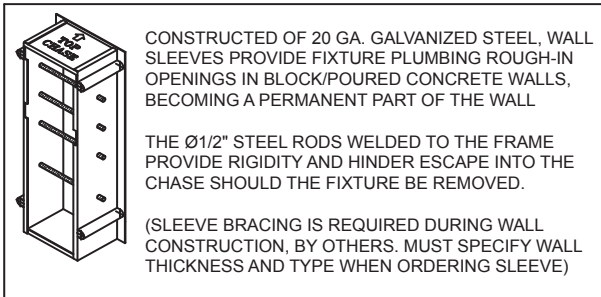 TOP
CHASE
CONSTRUCTED OF 20 GA. GALVANIZED STEEL, WALL
SLEEVES PROVIDE FIXTURE PLUMBING ROUGH-IN
OPENINGS IN BLOCK/POURED CONCRETE WALLS,
BECOMING A PERMANENT PART OF THE WALL
THE Ø1/2" STEEL RODS WELDED TO THE FRAME
PROVIDE RIGIDITY AND HINDER ESCAPE INTO THE
CHASE SHOULD THE FIXTURE BE REMOVED.
(SLEEVE BRACING IS REQUIRED DURING WALL
CONSTRUCTION, BY OTHERS. MUST SPECIFY WALL
THICKNESS AND TYPE WHEN ORDERING SLEEVE)